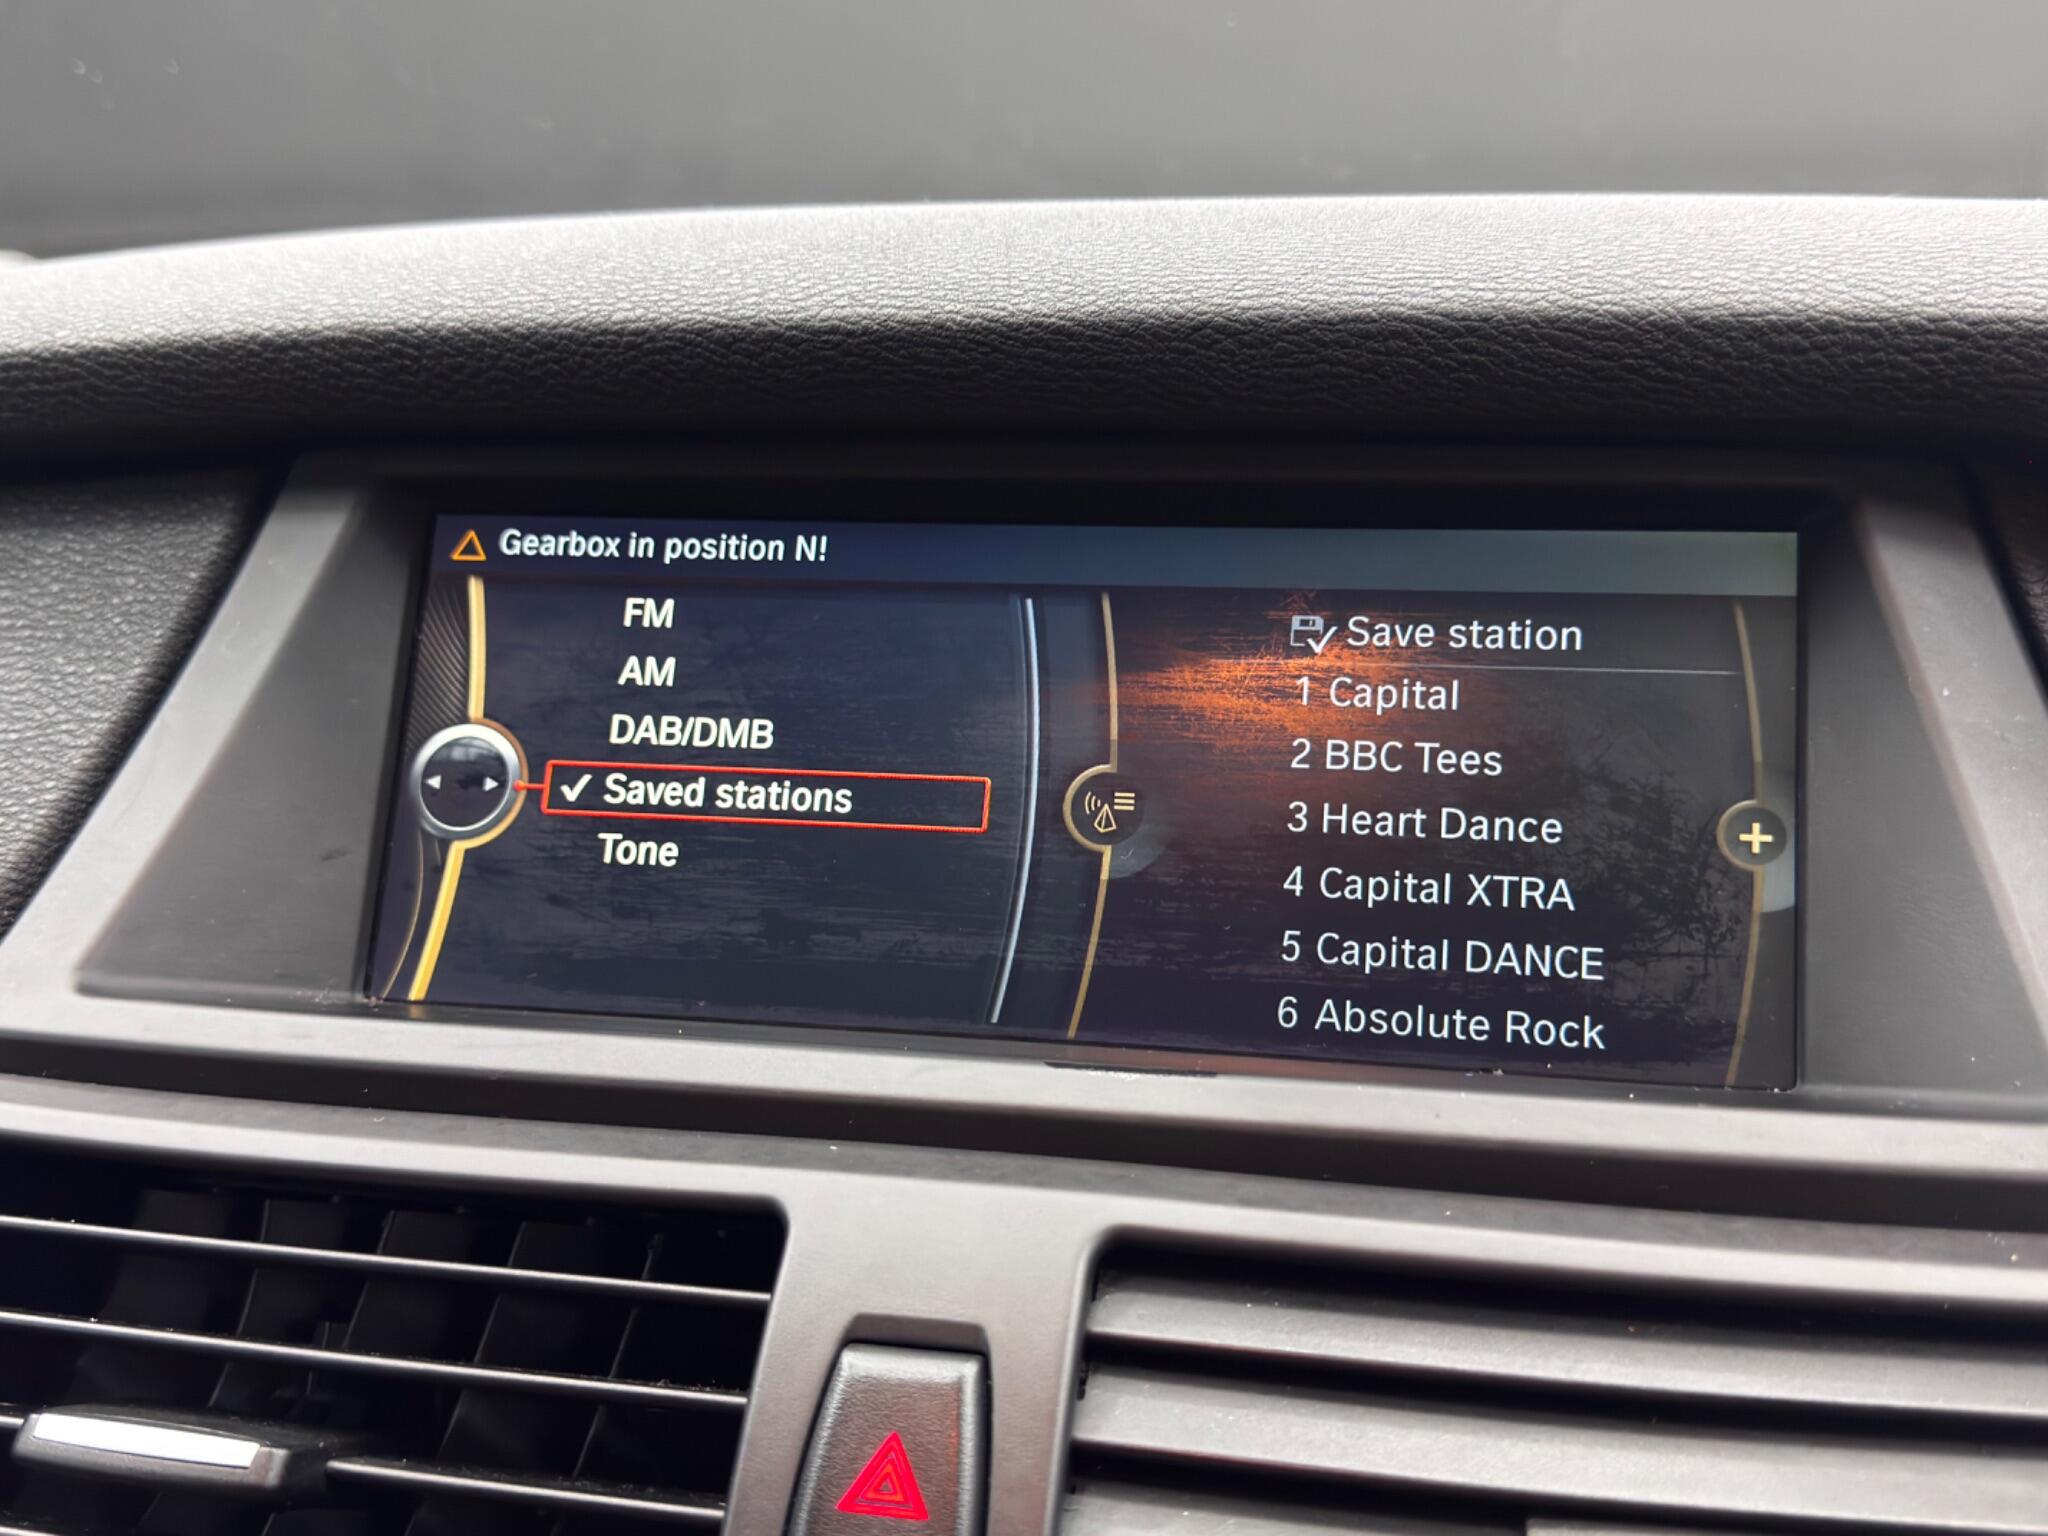 Gearbox in position N!
FM
AM
DAB/DMB
Saved stations
Tone
Save station
1 Capital
2 BBC Tees
3 Heart Dance
4 Capital XTRA
5 Capital DANCE
6 Absolute Rock